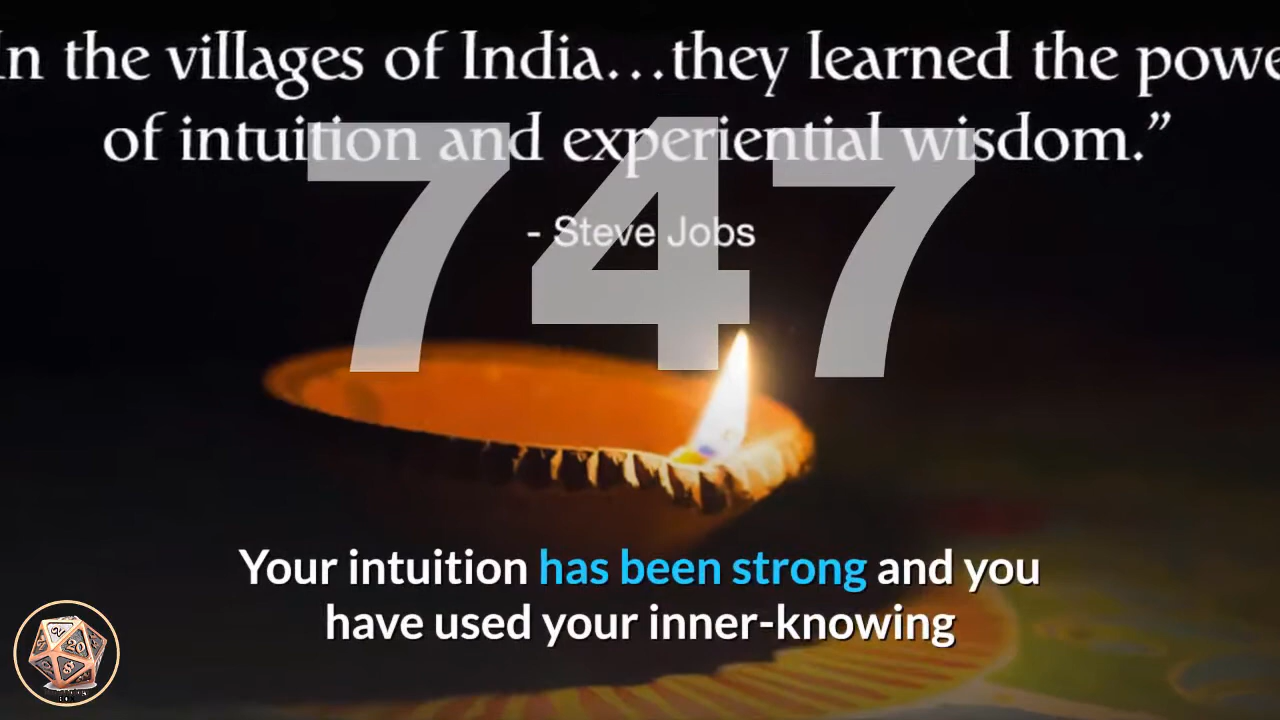 In the villages of India…they learned the powe
of intuition and experiential wisdom.”
747
- Steve Jobs
Your intuition has been strong and you
have used your inner-knowing
20